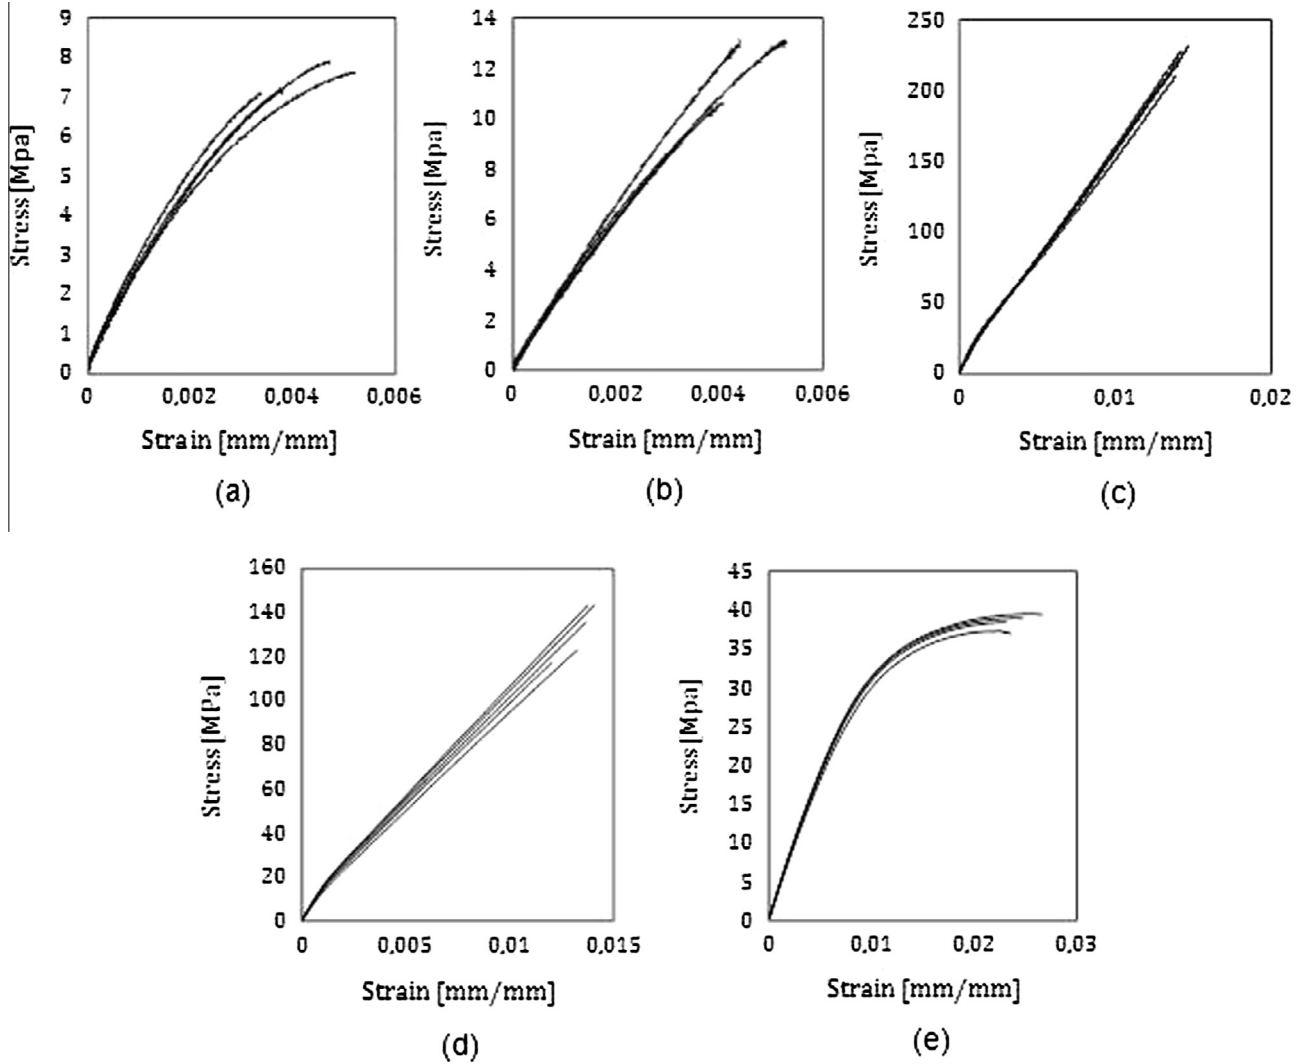 9
8
7
6
5
4
3
2
1
0
Stress [Mpa]
0 0,002 0,004 0,006
Strain [mm/mm]
(a)
14
12
10
8
6
4
2
0
Stress [Mpa]
0 0,002 0,004 0,006
Strain [mm/mm]
(b)
250
200
150
100
50
0
Stress [Mpa]
0 0,01 0,02
Strain [mm/mm]
(c)
160
140
120
100
80
60
40
20
0
Stress [MPa]
0 0,005 0,01 0,015
Strain [mm/mm]
(d)
45
40
35
30
25
20
15
10
5
0
Stress [Mpa]
0 0,01 0,02 0,03
Strain [mm/mm]
(e)